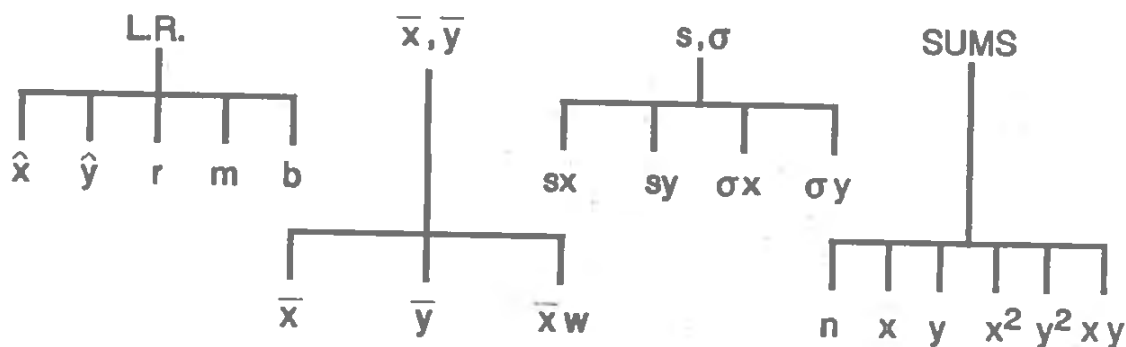 L.R. x̅, y̅ s,σ SUMS
x̂ ŷ r m b
sx sy σx σy
x̅ y̅ x̅w
n x y x² y² xy